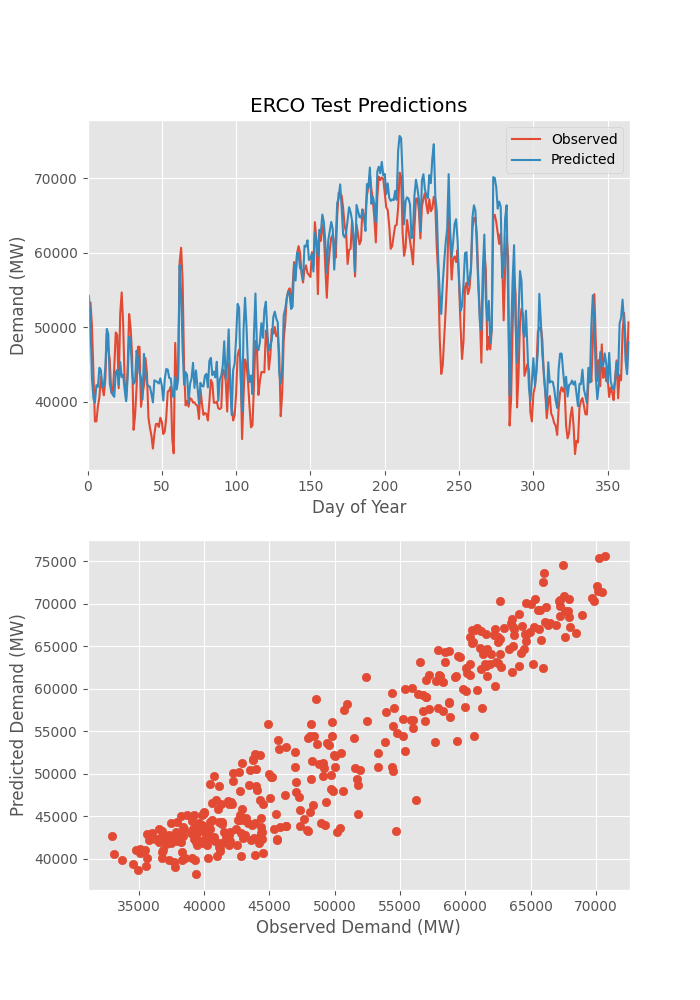 ERCO Test Predictions
Observed
Predicted
Demand (MW)
70000
60000
50000
40000
0 50 100 150 200 250 300 350
Day of Year
Predicted Demand (MW)
75000
70000
65000
60000
55000
50000
45000
40000
35000 40000 45000 50000 55000 60000 65000 70000
Observed Demand (MW)